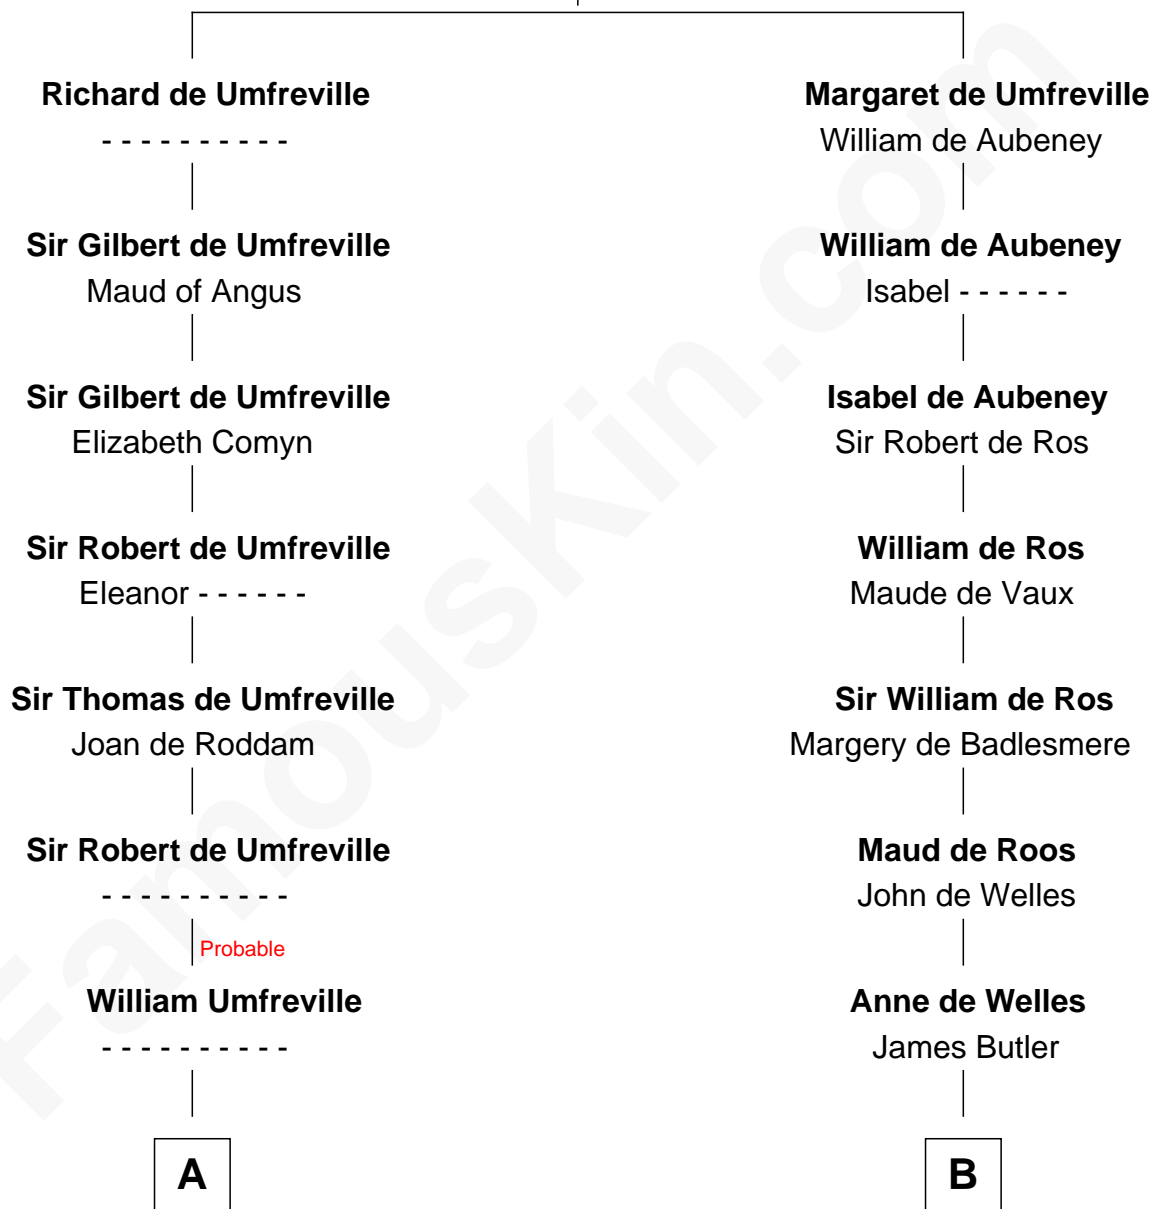 Richard de Umfreville
- - - - - - - - - -
Sir Gilbert de Umfreville
Maud of Angus
Sir Gilbert de Umfreville
Elizabeth Comyn
Sir Robert de Umfreville
Eleanor - - - - - -
Sir Thomas de Umfreville
Joan de Roddam
Sir Robert de Umfreville
- - - - - - - - - -
Probable
William Umfreville
- - - - - - - - - -
A
Margaret de Umfreville
William de Aubeney
William de Aubeney
Isabel - - - - - -
Isabel de Aubeney
Sir Robert de Ros
William de Ros
Maude de Vaux
Sir William de Ros
Margery de Badlesmere
Maud de Roos
John de Welles
Anne de Welles
James Butler
B
FamousKin.com